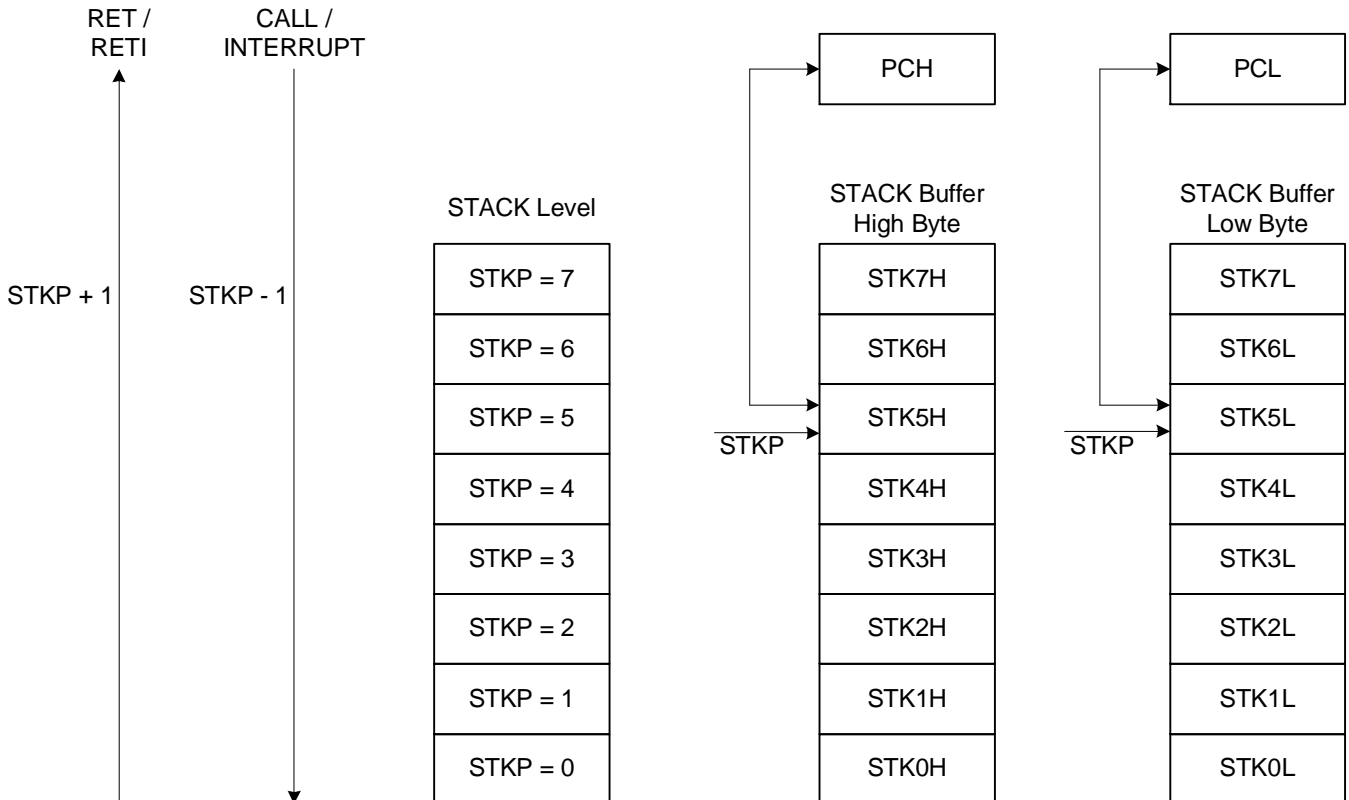 RET /
RETI
CALL /
INTERRUPT
PCH
PCL
STACK Level
STACK Buffer
High Byte
STACK Buffer
Low Byte
STKP + 1
STKP - 1
STKP = 7
STK7H
STK7L
STKP = 6
STK6H
STK6L
STKP = 5
STK5H
STK5L
STKP
STKP
STKP = 4
STK4H
STK4L
STKP = 3
STK3H
STK3L
STKP = 2
STK2H
STK2L
STKP = 1
STK1H
STK1L
STKP = 0
STK0H
STK0L